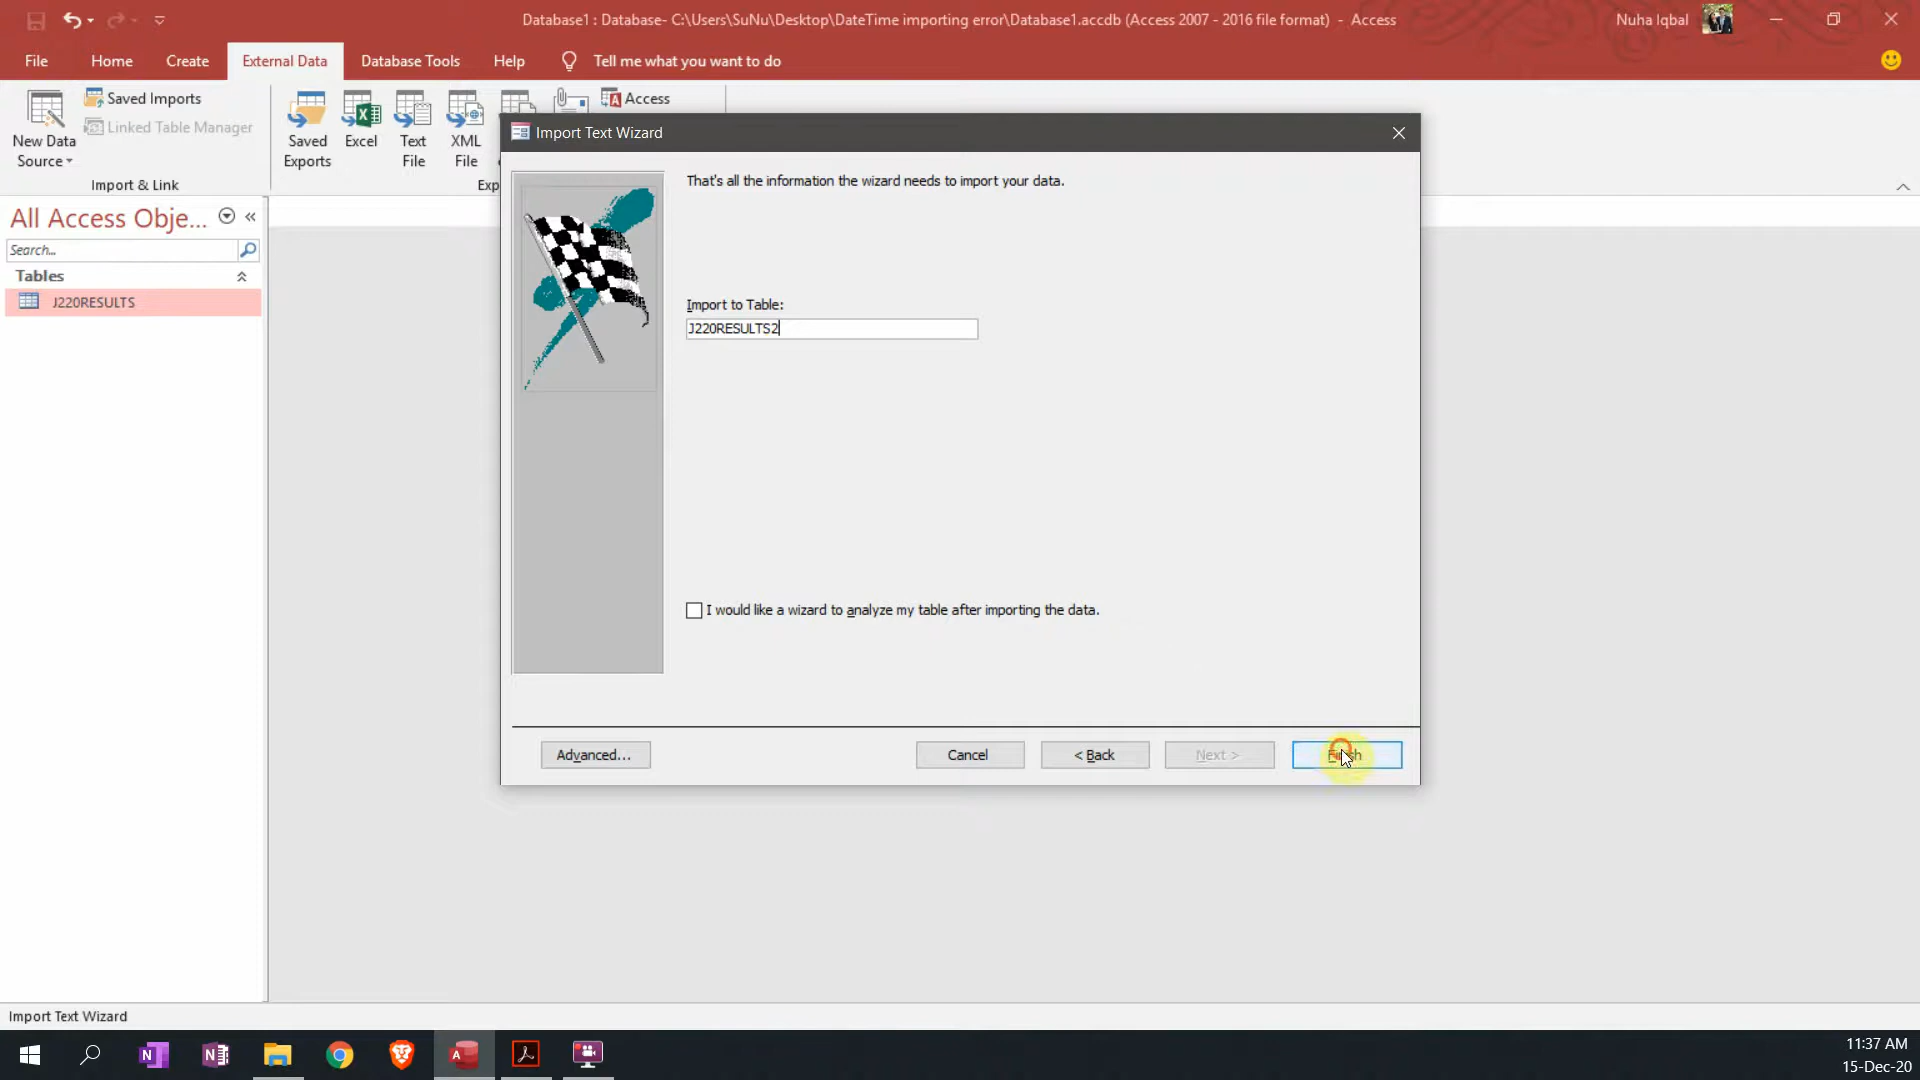 Database1 : Database- C:\Users\SuNu\Desktop\DateTime importing error\Database1.accdb (Access 2007 - 2016 file format) - Access
Nuha Iqbal
File
Home
Create
External Data
Database Tools
Help
Tell me what you want to do
New Data
Source
Saved Imports
Linked Table Manager
Import & Link
Saved
Exports
Excel
Text
File
XML
File
Access
Exp
Import Text Wizard
All Access Obje...
Search...
Tables
J220RESULTS
That's all the information the wizard needs to import your data.
Import to Table:
J220RESULTS2
I would like a wizard to analyze my table after importing the data.
Advanced...
Cancel
< Back
Next >
Finish
Import Text Wizard
11:37 AM
15-Dec-20